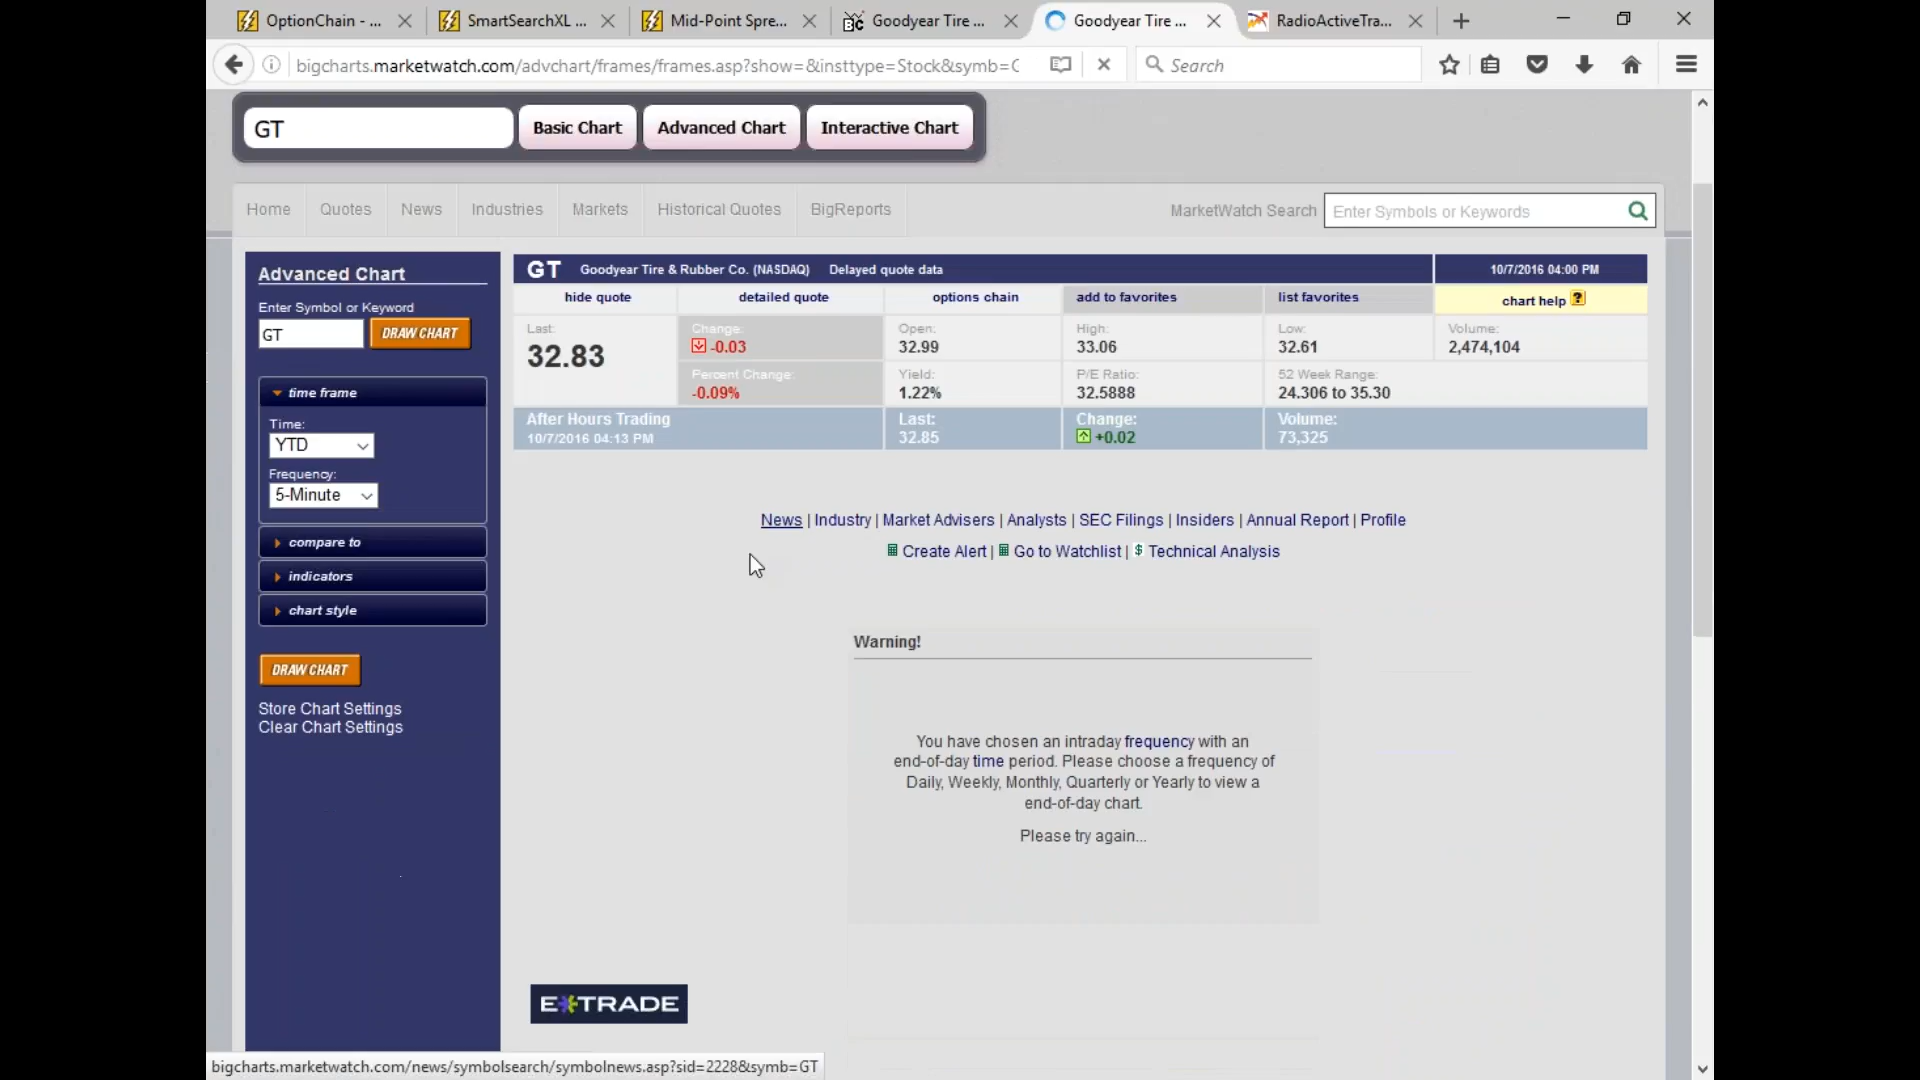 OptionChain - ...
SmartSearchXL ...
Mid-Point Spre...
Goodyear Tire ...
Goodyear Tire ...
RadioActiveTra...
bigcharts.marketwatch.com/advchart/frames/frames.asp?show=&insttype=Stock&symb=G
Search
GT
Basic Chart
Advanced Chart
Interactive Chart
Home
Quotes
News
Industries
Markets
Historical Quotes
BigReports
MarketWatch Search
Enter Symbols or Keywords
Advanced Chart
Enter Symbol or Keyword
GT
DRAW CHART
time frame
Time:
YTD
Frequency:
5-Minute
compare to
indicators
chart style
DRAW CHART
Store Chart Settings
Clear Chart Settings
GT Goodyear Tire & Rubber Co. (NASDAQ) Delayed quote data 10/7/2016 04:00 PM
hide quote detailed quote options chain add to favorites list favorites chart help ?
Last: Change: Open: High: Low: Volume:
32.83 -0.03 32.99 33.06 32.61 2,474,104
Percent Change: Yield: P/E Ratio: 52 Week Range:
-0.09% 1.22% 32.5888 24.306 to 35.30
After Hours Trading Last: Change: Volume:
10/7/2016 04:13 PM 32.85 +0.02 73,325
News | Industry | Market Advisers | Analysts | SEC Filings | Insiders | Annual Report | Profile
Create Alert | Go to Watchlist | $ Technical Analysis
Warning!
You have chosen an intraday frequency with an
end-of-day time period. Please choose a frequency of
Daily, Weekly, Monthly, Quarterly or Yearly to view a
end-of-day chart.
Please try again...
E*TRADE
bigcharts.marketwatch.com/news/symbolsearch/symbolnews.asp?sid=2228&symb=GT